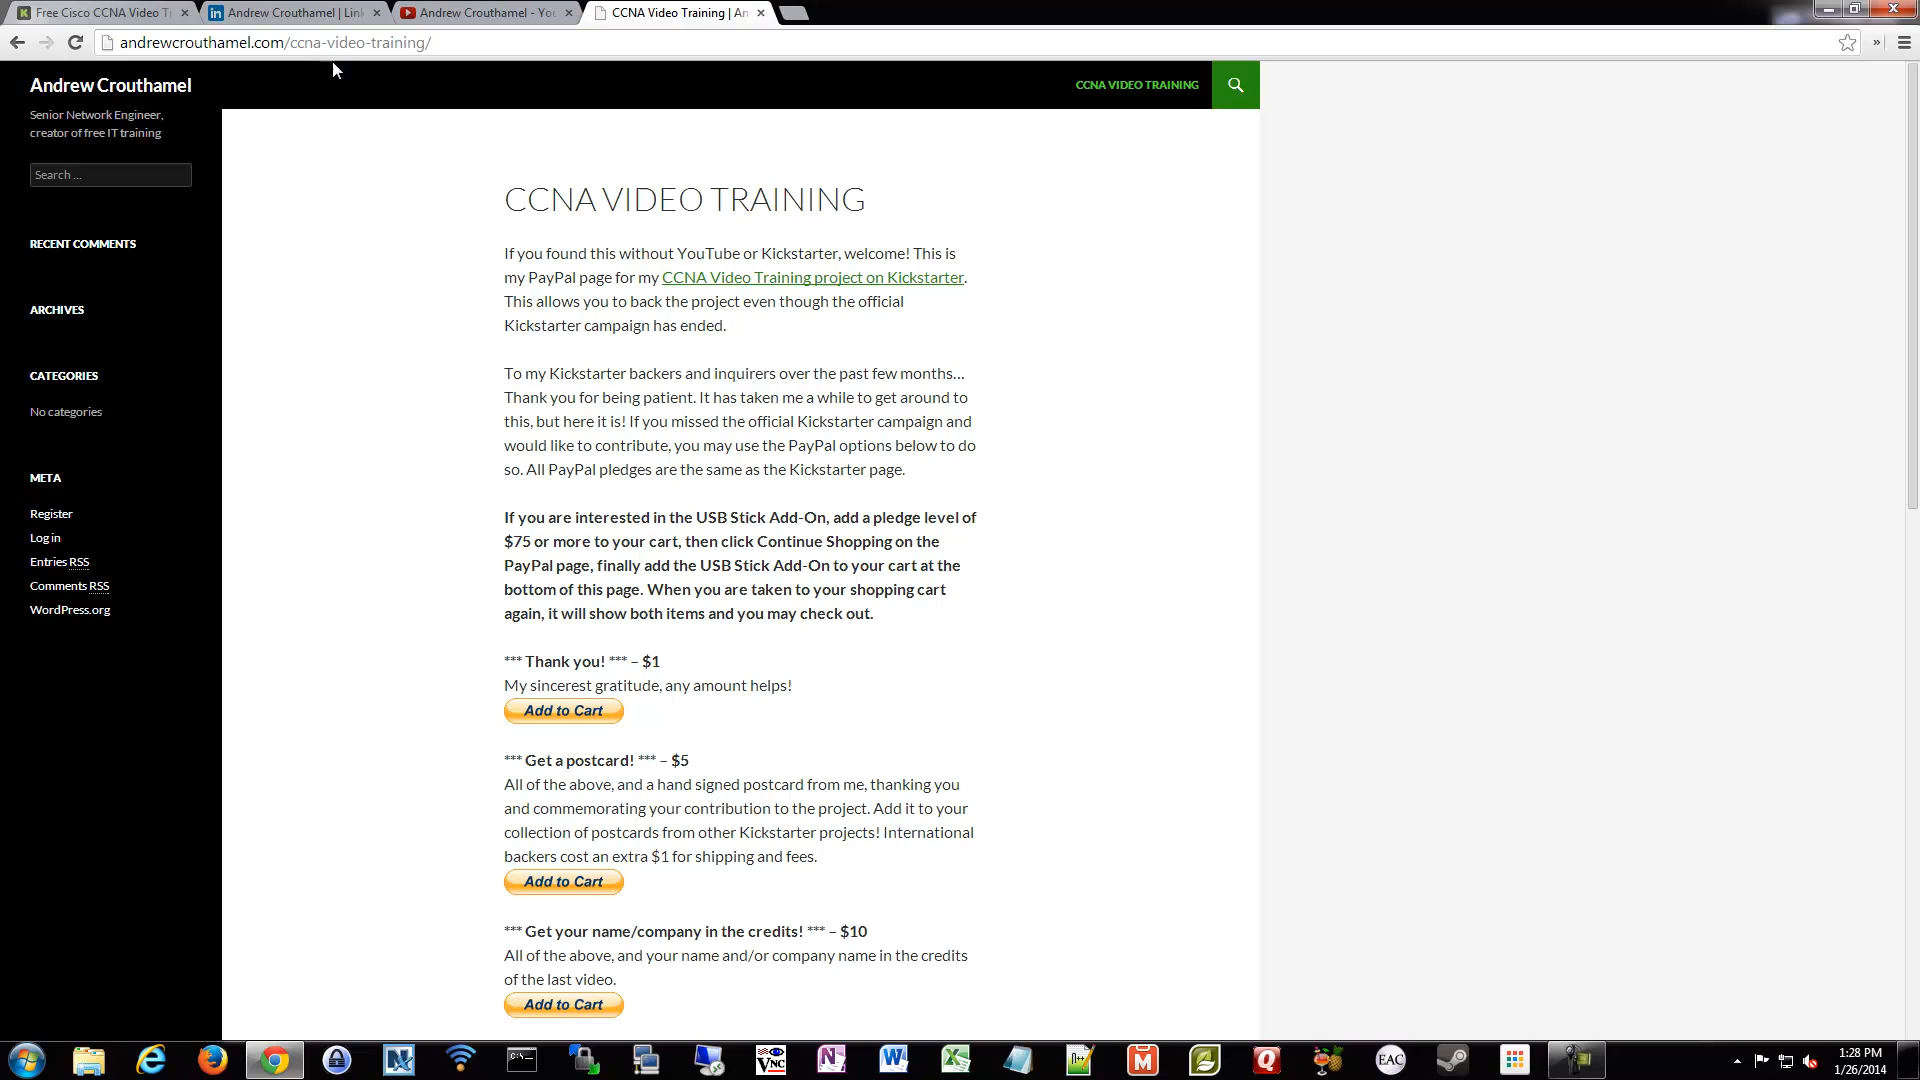 Free Cisco CCNA Video Ti
Andrew Crouthamel | Link
Andrew Crouthamel - You
CCNA Video Training | An
andrewcrouthamel.com/ccna-video-training/
Andrew Crouthamel
Senior Network Engineer,
creator of free IT training
Search ...
RECENT COMMENTS
ARCHIVES
CATEGORIES
No categories
META
Register
Log in
Entries RSS
Comments RSS
WordPress.org
CCNA VIDEO TRAINING
CCNA VIDEO TRAINING
If you found this without YouTube or Kickstarter, welcome! This is
my PayPal page for my CCNA Video Training project on Kickstarter.
This allows you to back the project even though the official
Kickstarter campaign has ended.
To my Kickstarter backers and inquirers over the past few months…
Thank you for being patient. It has taken me a while to get around to
this, but here it is! If you missed the official Kickstarter campaign and
would like to contribute, you may use the PayPal options below to do
so. All PayPal pledges are the same as the Kickstarter page.
If you are interested in the USB Stick Add-On, add a pledge level of
$75 or more to your cart, then click Continue Shopping on the
PayPal page, finally add the USB Stick Add-On to your cart at the
bottom of this page. When you are taken to your shopping cart
again, it will show both items and you may check out.
*** Thank you! *** – $1
My sincerest gratitude, any amount helps!
Add to Cart
*** Get a postcard! *** – $5
All of the above, and a hand signed postcard from me, thanking you
and commemorating your contribution to the project. Add it to your
collection of postcards from other Kickstarter projects! International
backers cost an extra $1 for shipping and fees.
Add to Cart
*** Get your name/company in the credits! *** – $10
All of the above, and your name and/or company name in the credits
of the last video.
Add to Cart
VNC
EAC
1:28 PM
1/26/2014